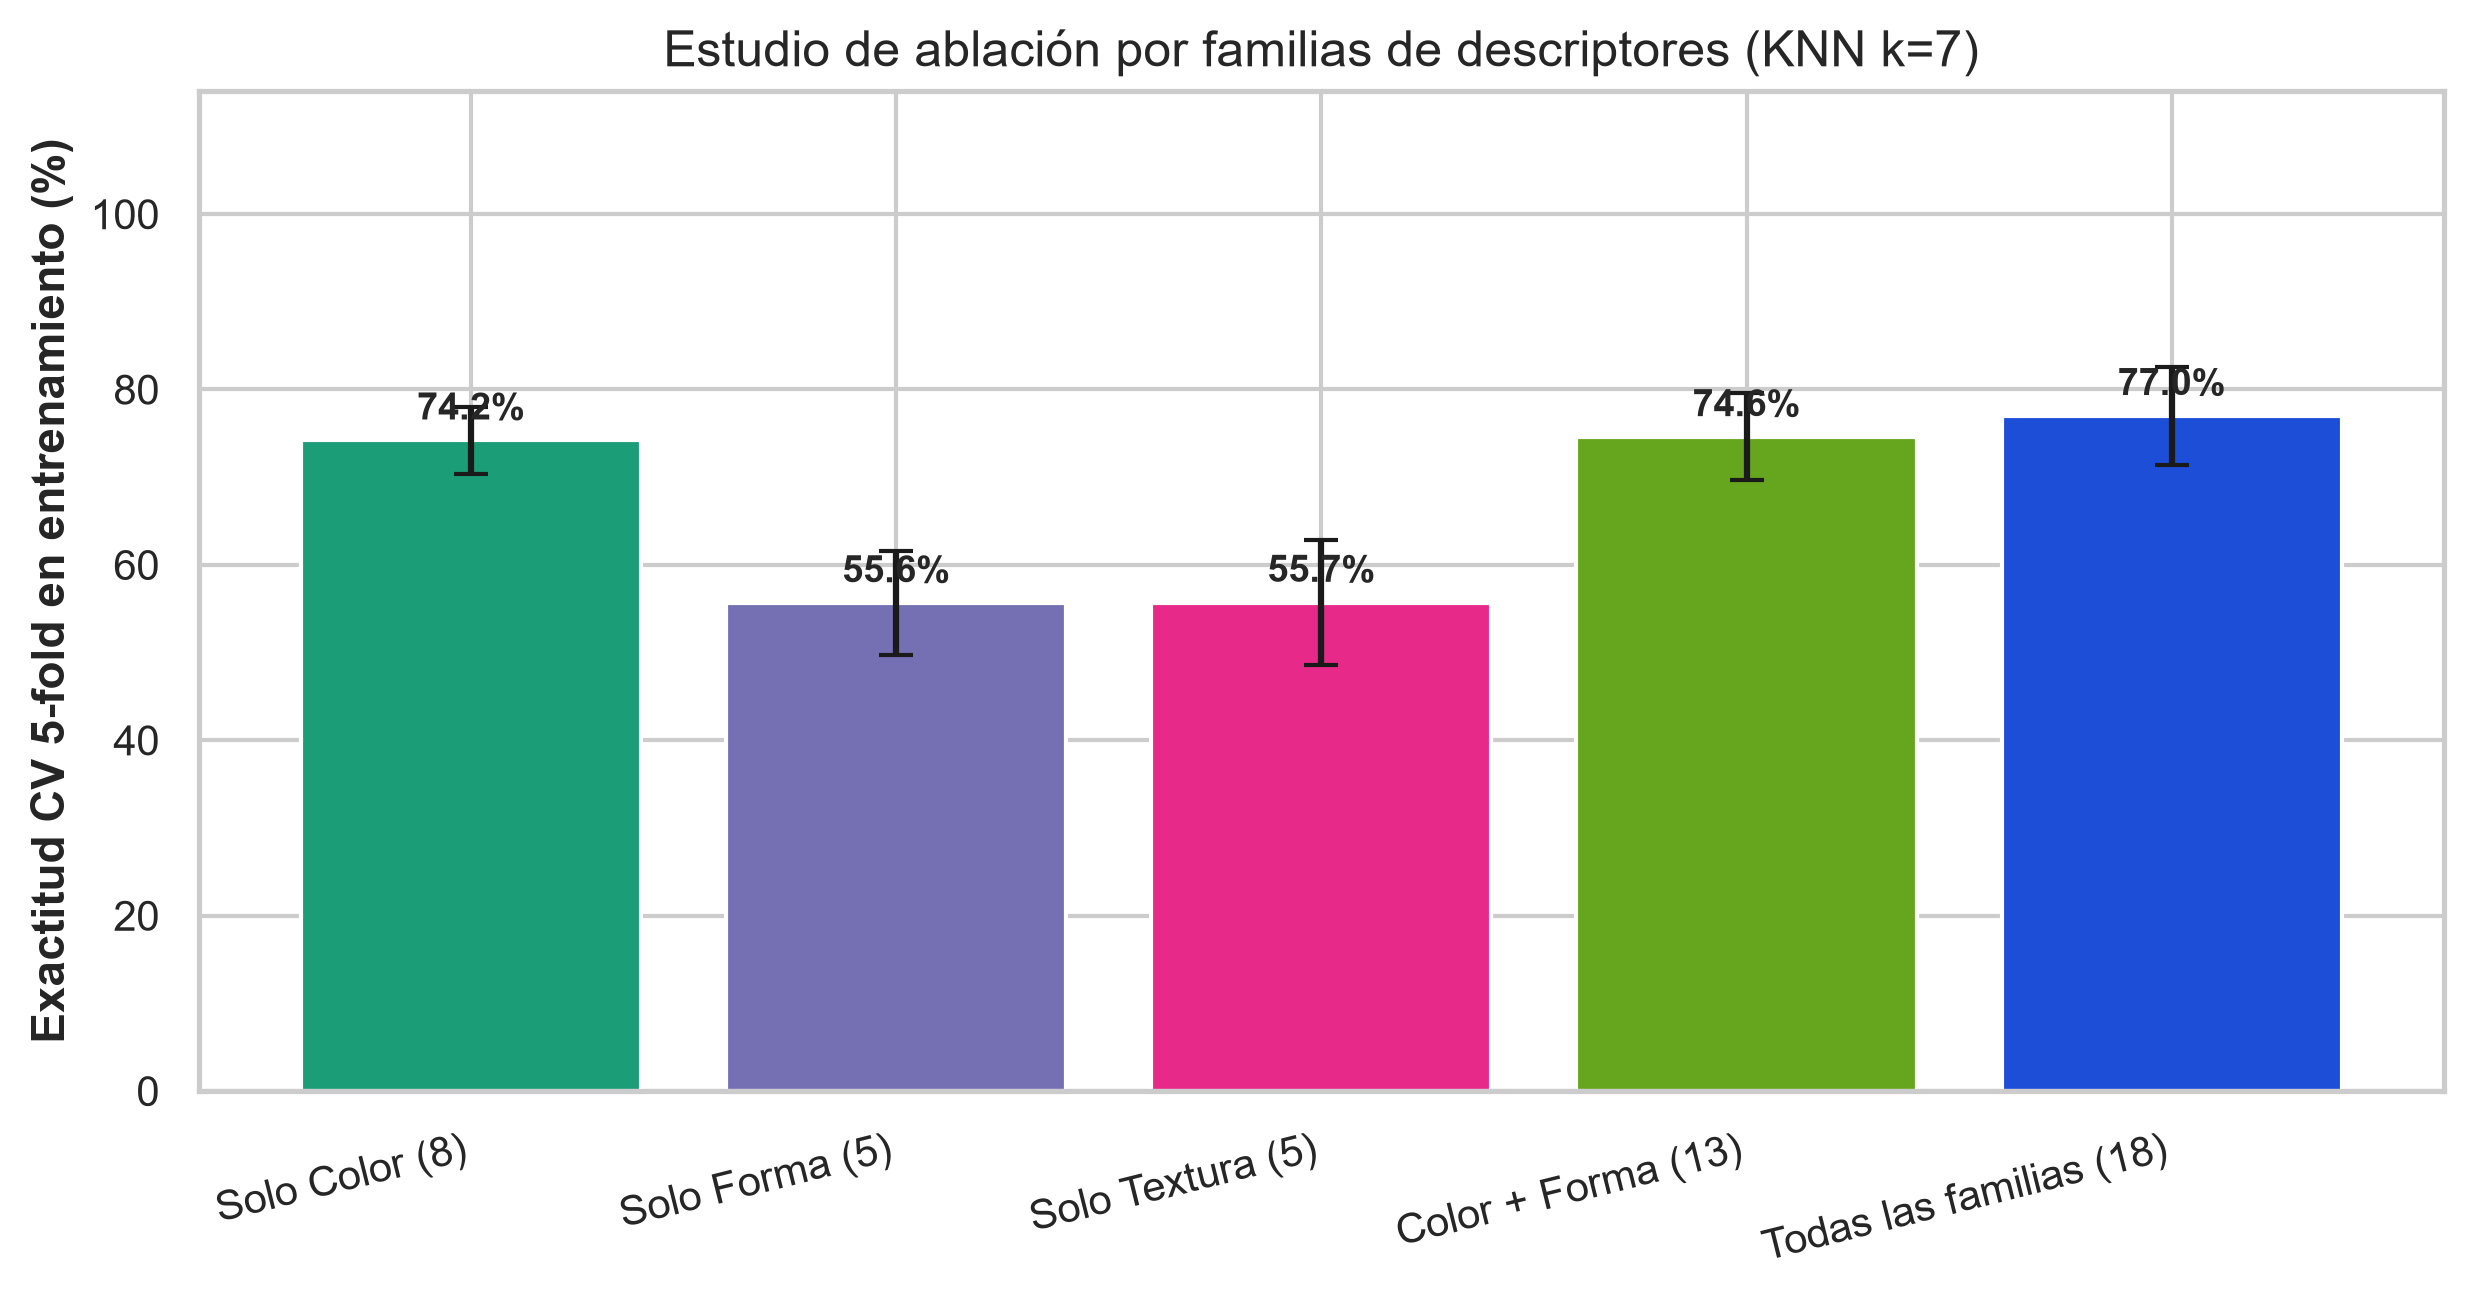 Estudio de ablación por familias de descriptores (KNN k=7)
Exactitud CV 5-fold en entrenamiento (%)
100
80
60
40
20
0
74.2%
55.6%
55.7%
74.6%
77.0%
Solo Color (8)
Solo Forma (5)
Solo Textura (5)
Color + Forma (13)
Todas las familias (18)